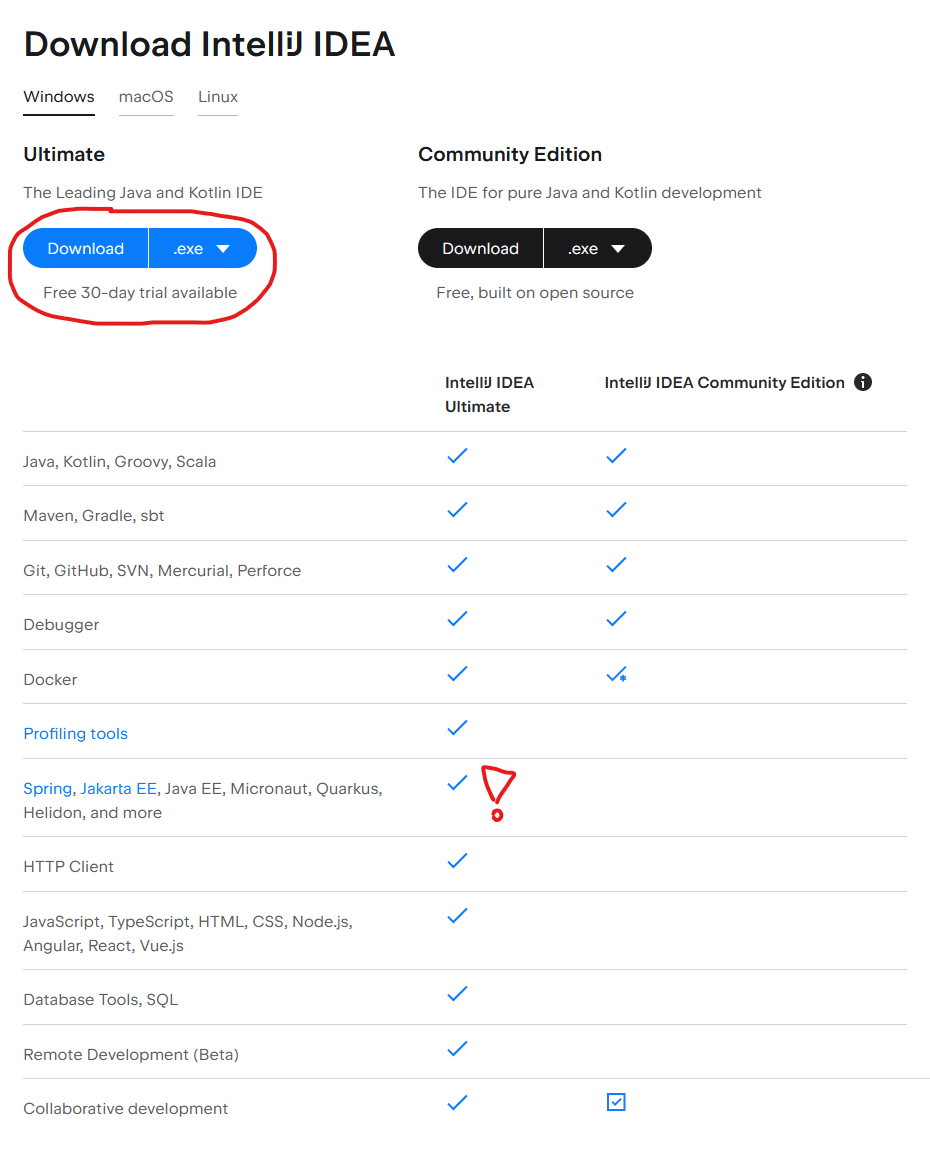 Download IntelliJ IDEA
Windows macOS Linux
Ultimate
The Leading Java and Kotlin IDE
Download .exe
Free 30-day trial available
Community Edition
The IDE for pure Java and Kotlin development
Download .exe
Free, built on open source
IntelliJ IDEA
Ultimate
IntelliJ IDEA Community Edition
Java, Kotlin, Groovy, Scala
Maven, Gradle, sbt
Git, GitHub, SVN, Mercurial, Perforce
Debugger
Docker
*
Profiling tools
Spring, Jakarta EE, Java EE, Micronaut, Quarkus,
Helidon, and more
!
HTTP Client
JavaScript, TypeScript, HTML, CSS, Node.js,
Angular, React, Vue.js
Database Tools, SQL
Remote Development (Beta)
Collaborative development